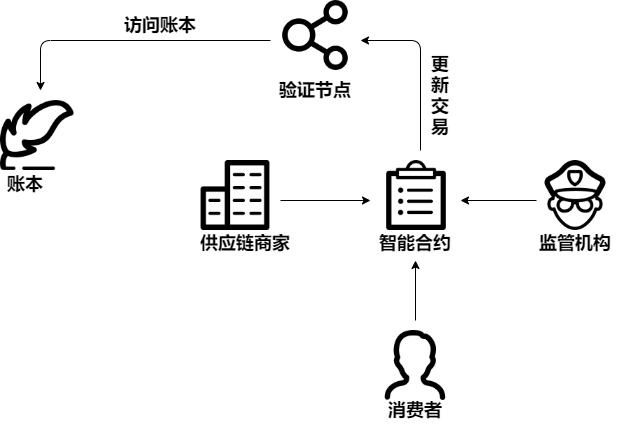 访问账本
验证节点
更新交易
账本
供应链商家
智能合约
监管机构
消费者